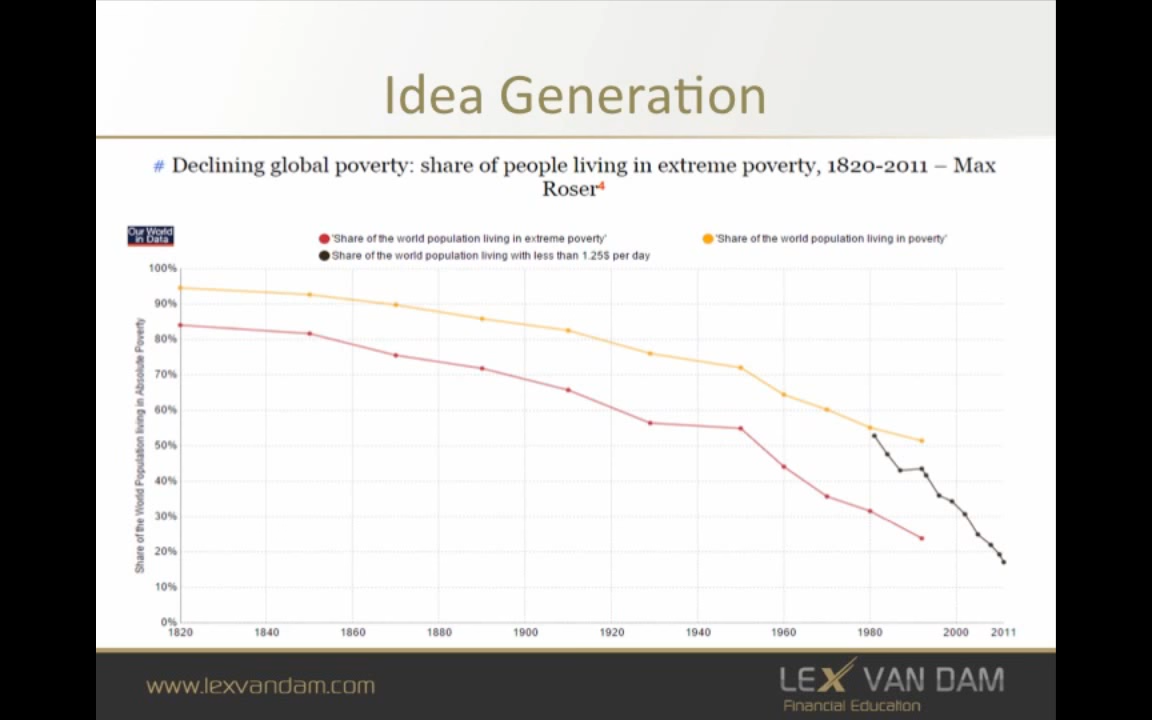 Idea Generation
# Declining global poverty: share of people living in extreme poverty, 1820-2011 – Max
Roser4
Our World
in Data
'Share of the world population living in extreme poverty'
'Share of the world population living in poverty'
Share of the world population living with less than 1.25$ per day
Share of the World Population living in Absolute Poverty
100%
90%
80%
70%
60%
50%
40%
30%
20%
10%
0%
1820 1840 1860 1880 1900 1920 1940 1960 1980 2000 2011
www.lexvandam.com
LEX VAN DAM
Financial Education